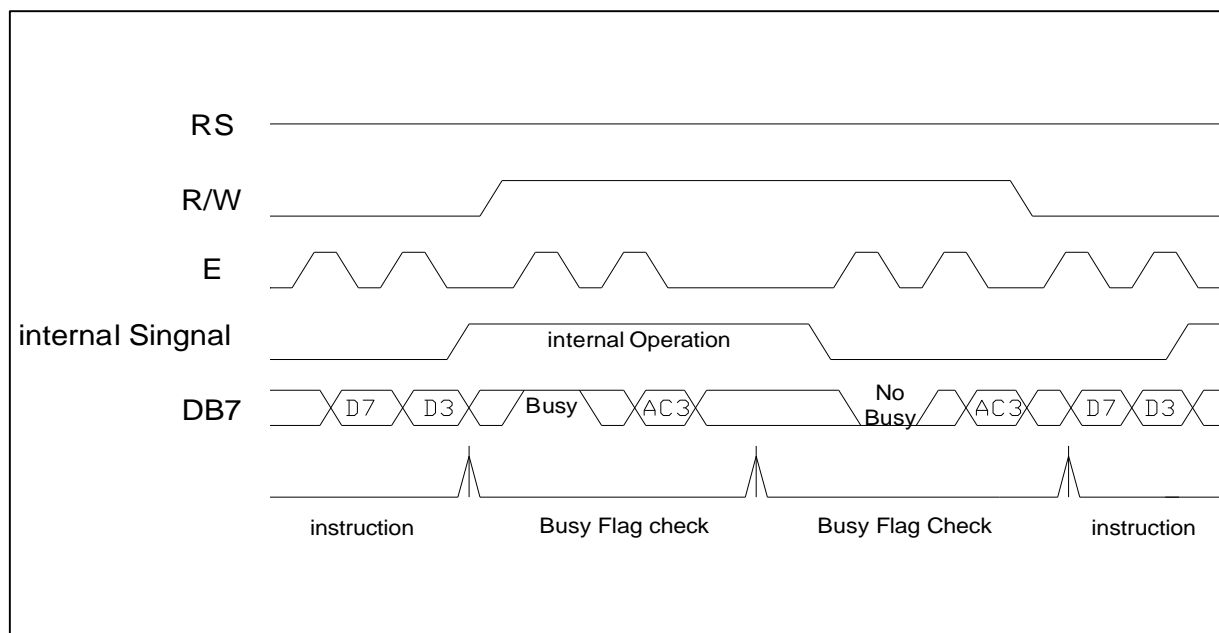 RS
R/W
E
internal Singnal
internal Operation
DB7
D7 D3 Busy AC3 No Busy AC3 D7 D3
instruction Busy Flag check Busy Flag Check instruction